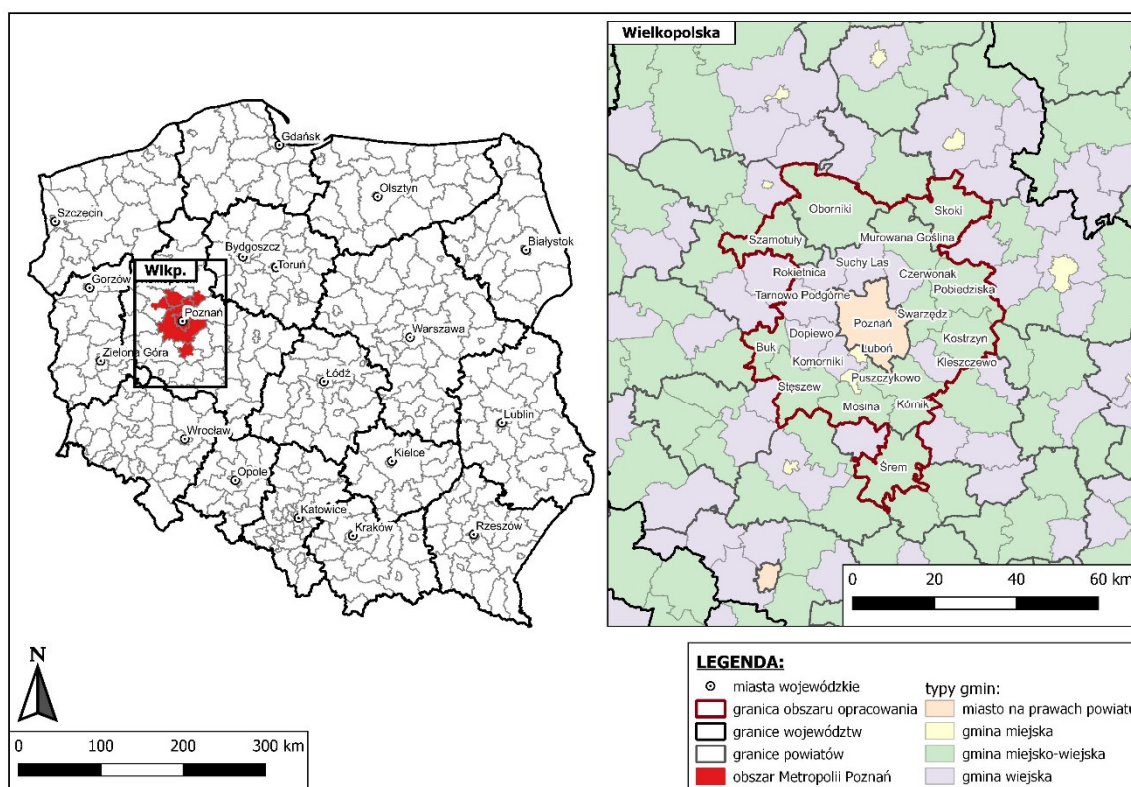 Gdańsk
Olsztyn
Szczecin
Bydgoszcz
Toruń
Białystok
Wlkp.
Gorzów
Poznań
Warszawa
Zielona Góra
Łódź
Lublin
Wrocław
Opole
Kielce
Katowice
Kraków
Rzeszów
N
0 100 200 300 km
Wielkopolska
Oborniki
Skoki
Szamotuły
Murowana Goślina
Suchy Las
Rokietnica
Czerwonak
Pobiedziska
Tarnowo Podgórne
Swarzędz
Poznań
Dopiewo
Kostrzyn
Buk
Luboń
Komorniki
Kleszczewo
Puszczykowo
Stęszew
Mosina
Kórnik
Śrem
0 20 40 60 km
LEGENDA:
miasta wojewódzkie
granica obszaru opracowania
granice województw
granice powiatów
obszar Metropolii Poznań
typy gmin:
miasto na prawach powiatu
gmina miejska
gmina miejsko-wiejska
gmina wiejska